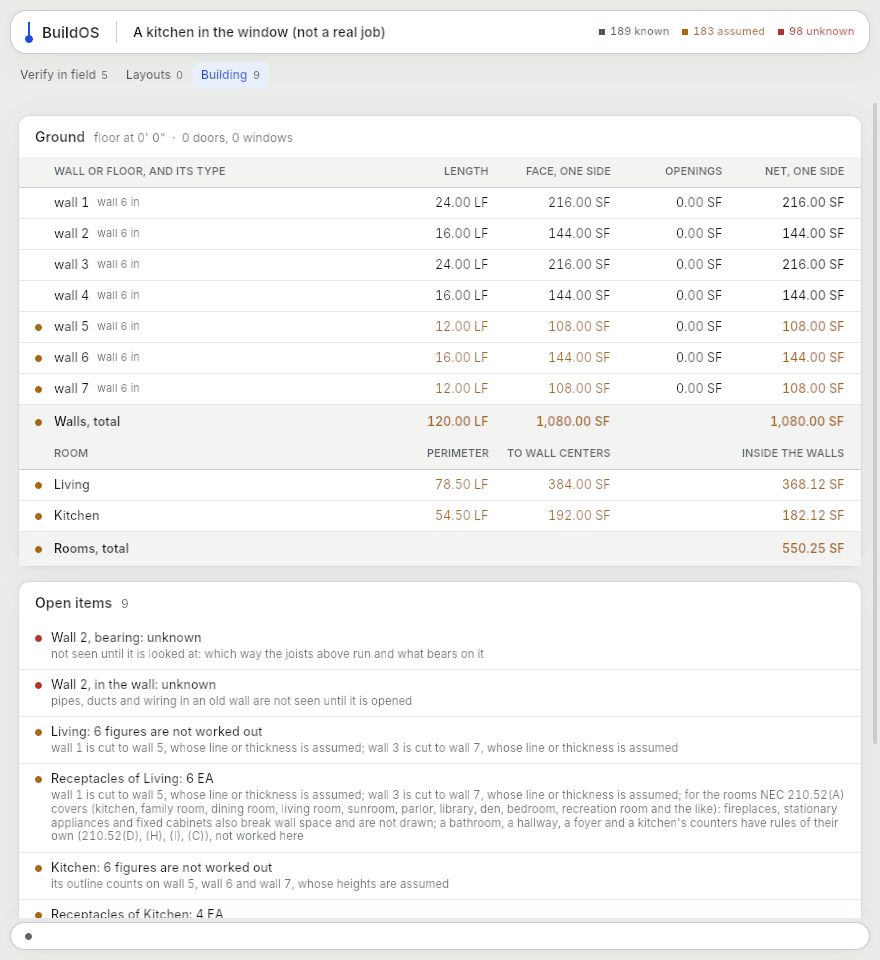 BuildOS
A kitchen in the window (not a real job)
189 known
183 assumed
98 unknown
Verify in field 5
Layouts 0
Building 9
Ground floor at 0' 0" · 0 doors, 0 windows
WALL OR FLOOR, AND ITS TYPE LENGTH FACE, ONE SIDE OPENINGS NET, ONE SIDE
wall 1 wall 6 in 24.00 LF 216.00 SF 0.00 SF 216.00 SF
wall 2 wall 6 in 16.00 LF 144.00 SF 0.00 SF 144.00 SF
wall 3 wall 6 in 24.00 LF 216.00 SF 0.00 SF 216.00 SF
wall 4 wall 6 in 16.00 LF 144.00 SF 0.00 SF 144.00 SF
wall 5 wall 6 in 12.00 LF 108.00 SF 0.00 SF 108.00 SF
wall 6 wall 6 in 16.00 LF 144.00 SF 0.00 SF 144.00 SF
wall 7 wall 6 in 12.00 LF 108.00 SF 0.00 SF 108.00 SF
Walls, total 120.00 LF 1,080.00 SF 1,080.00 SF
ROOM PERIMETER TO WALL CENTERS INSIDE THE WALLS
Living 78.50 LF 384.00 SF 368.12 SF
Kitchen 54.50 LF 192.00 SF 182.12 SF
Rooms, total 550.25 SF
Open items 9
Wall 2, bearing: unknown
not seen until it is looked at: which way the joists above run and what bears on it
Wall 2, in the wall: unknown
pipes, ducts and wiring in an old wall are not seen until it is opened
Living: 6 figures are not worked out
wall 1 is cut to wall 5, whose line or thickness is assumed; wall 3 is cut to wall 7, whose line or thickness is assumed
Receptacles of Living: 6 EA
wall 1 is cut to wall 5, whose line or thickness is assumed; wall 3 is cut to wall 7, whose line or thickness is assumed; for the rooms NEC 210.52(A)
covers (kitchen, family room, dining room, living room, sunroom, parlor, library, den, bedroom, recreation room and the like): fireplaces, stationary
appliances and fixed cabinets also break wall space and are not drawn; a bathroom, a hallway, a foyer and a kitchen's counters have rules of their
own (210.52(D), (H), (I), (C)), not worked here
Kitchen: 6 figures are not worked out
its outline counts on wall 5, wall 6 and wall 7, whose heights are assumed
Receptacles of Kitchen: 4 EA